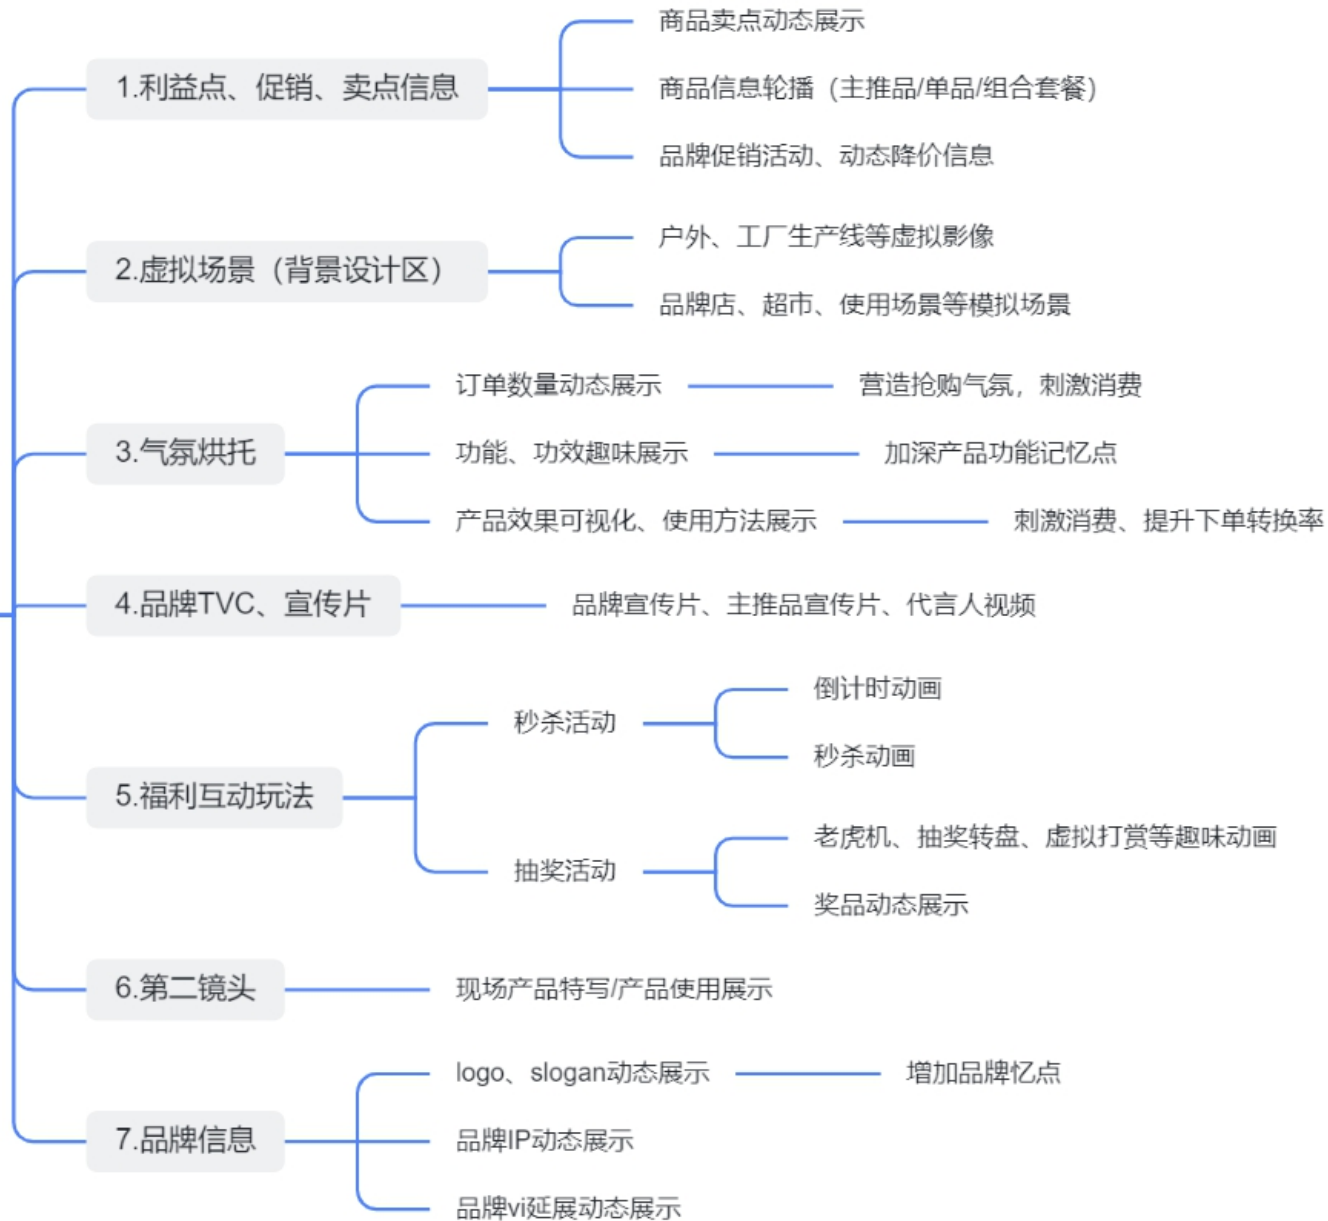 1.利益点、促销、卖点信息
商品卖点动态展示
商品信息轮播（主推品/单品/组合套餐）
品牌促销活动、动态降价信息
2.虚拟场景（背景设计区）
户外、工厂生产线等虚拟影像
品牌店、超市、使用场景等模拟场景
3.气氛烘托
订单数量动态展示
营造抢购气氛，刺激消费
功能、功效趣味展示
加深产品功能记忆点
产品效果可视化、使用方法展示
刺激消费、提升下单转换率
4.品牌TVC、宣传片
品牌宣传片、主推品宣传片、代言人视频
5.福利互动玩法
秒杀活动
倒计时动画
秒杀动画
抽奖活动
老虎机、抽奖转盘、虚拟打赏等趣味动画
奖品动态展示
6.第二镜头
现场产品特写/产品使用展示
7.品牌信息
logo、slogan动态展示
增加品牌忆点
品牌IP动态展示
品牌vi延展动态展示